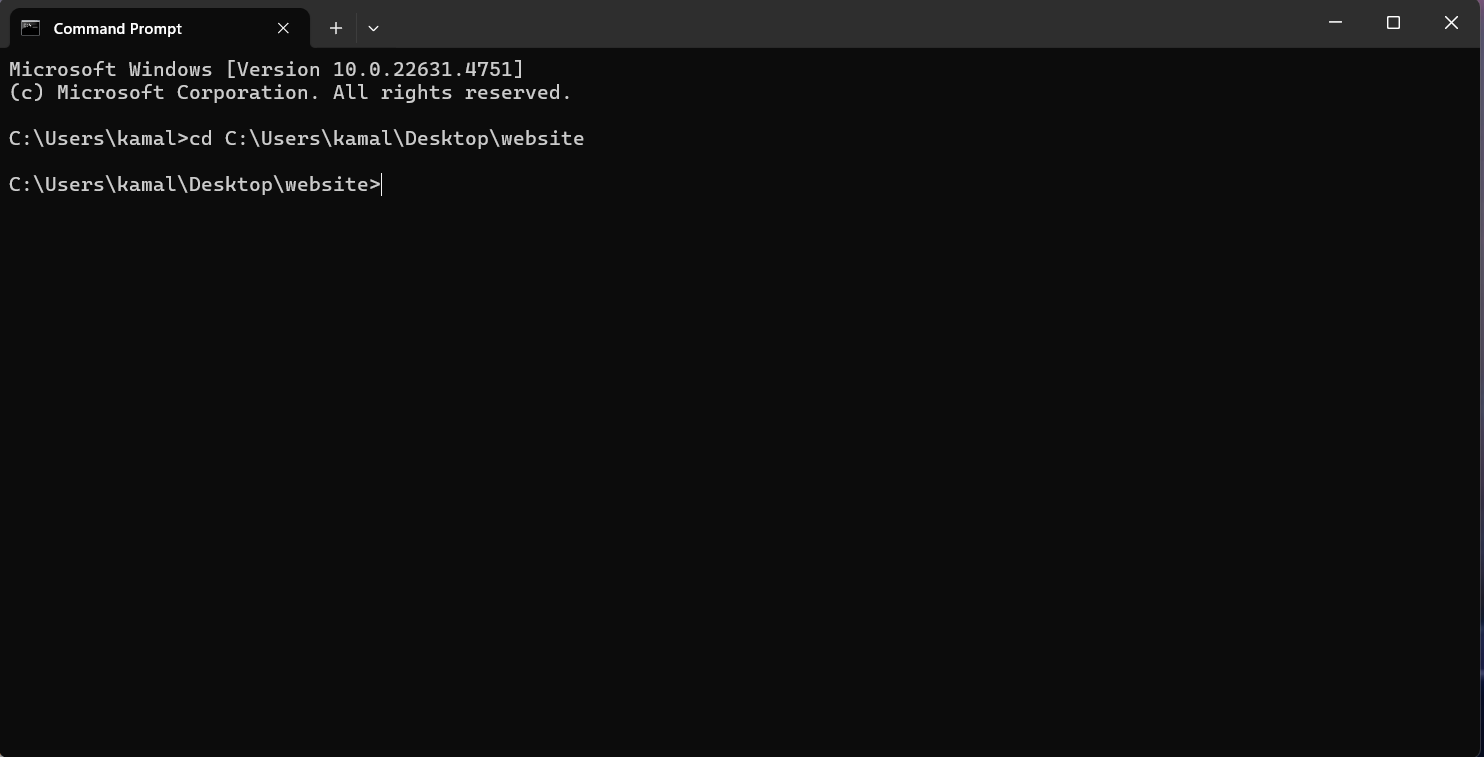 Command Prompt
Microsoft Windows [Version 10.0.22631.4751]
(c) Microsoft Corporation. All rights reserved.
C:\Users\kamal>cd C:\Users\kamal\Desktop\website
C:\Users\kamal\Desktop\website>